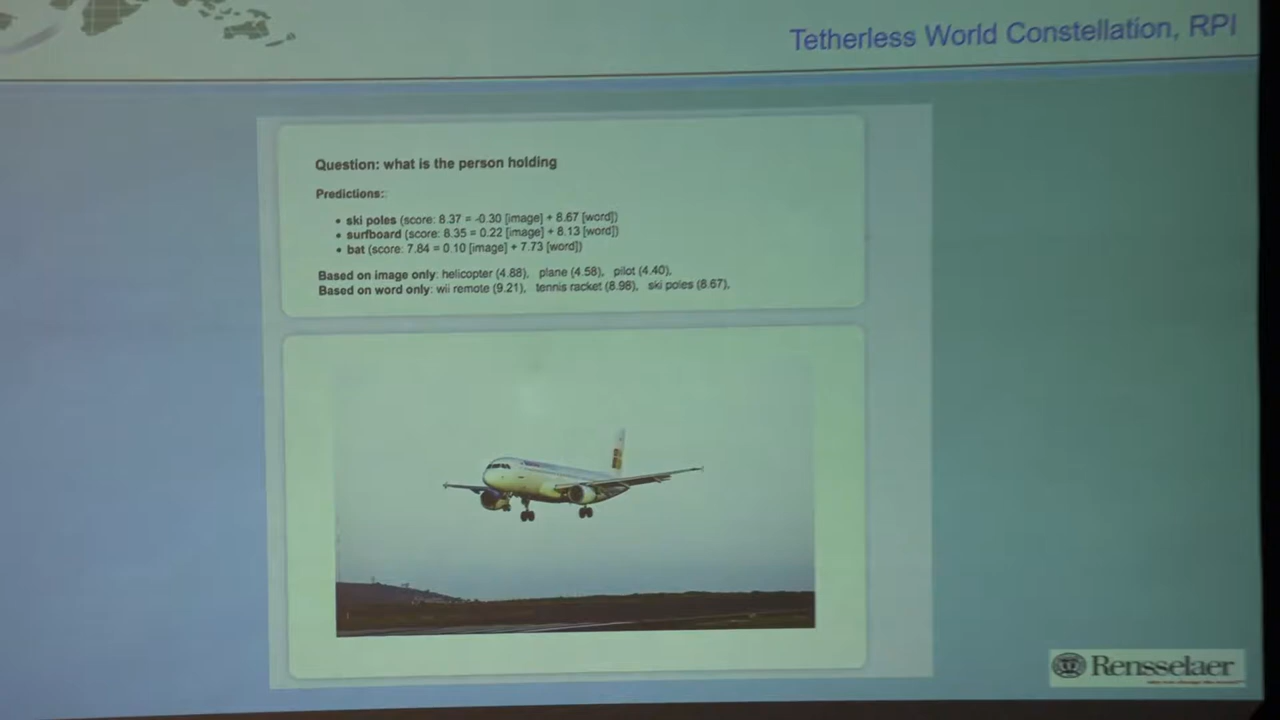 Tetherless World Constellation, RPI
Question: what is the person holding
Predictions:
• ski poles (score: 8.37 = -0.30 [image] + 8.67 [word])
• surfboard (score: 8.35 = 0.22 [image] + 8.13 [word])
• bat (score: 7.84 = 0.10 [image] + 7.73 [word])
Based on image only: helicopter (4.88), plane (4.58), pilot (4.40),
Based on word only: wii remote (9.21), tennis racket (8.98), ski poles (8.67),
Rensselaer